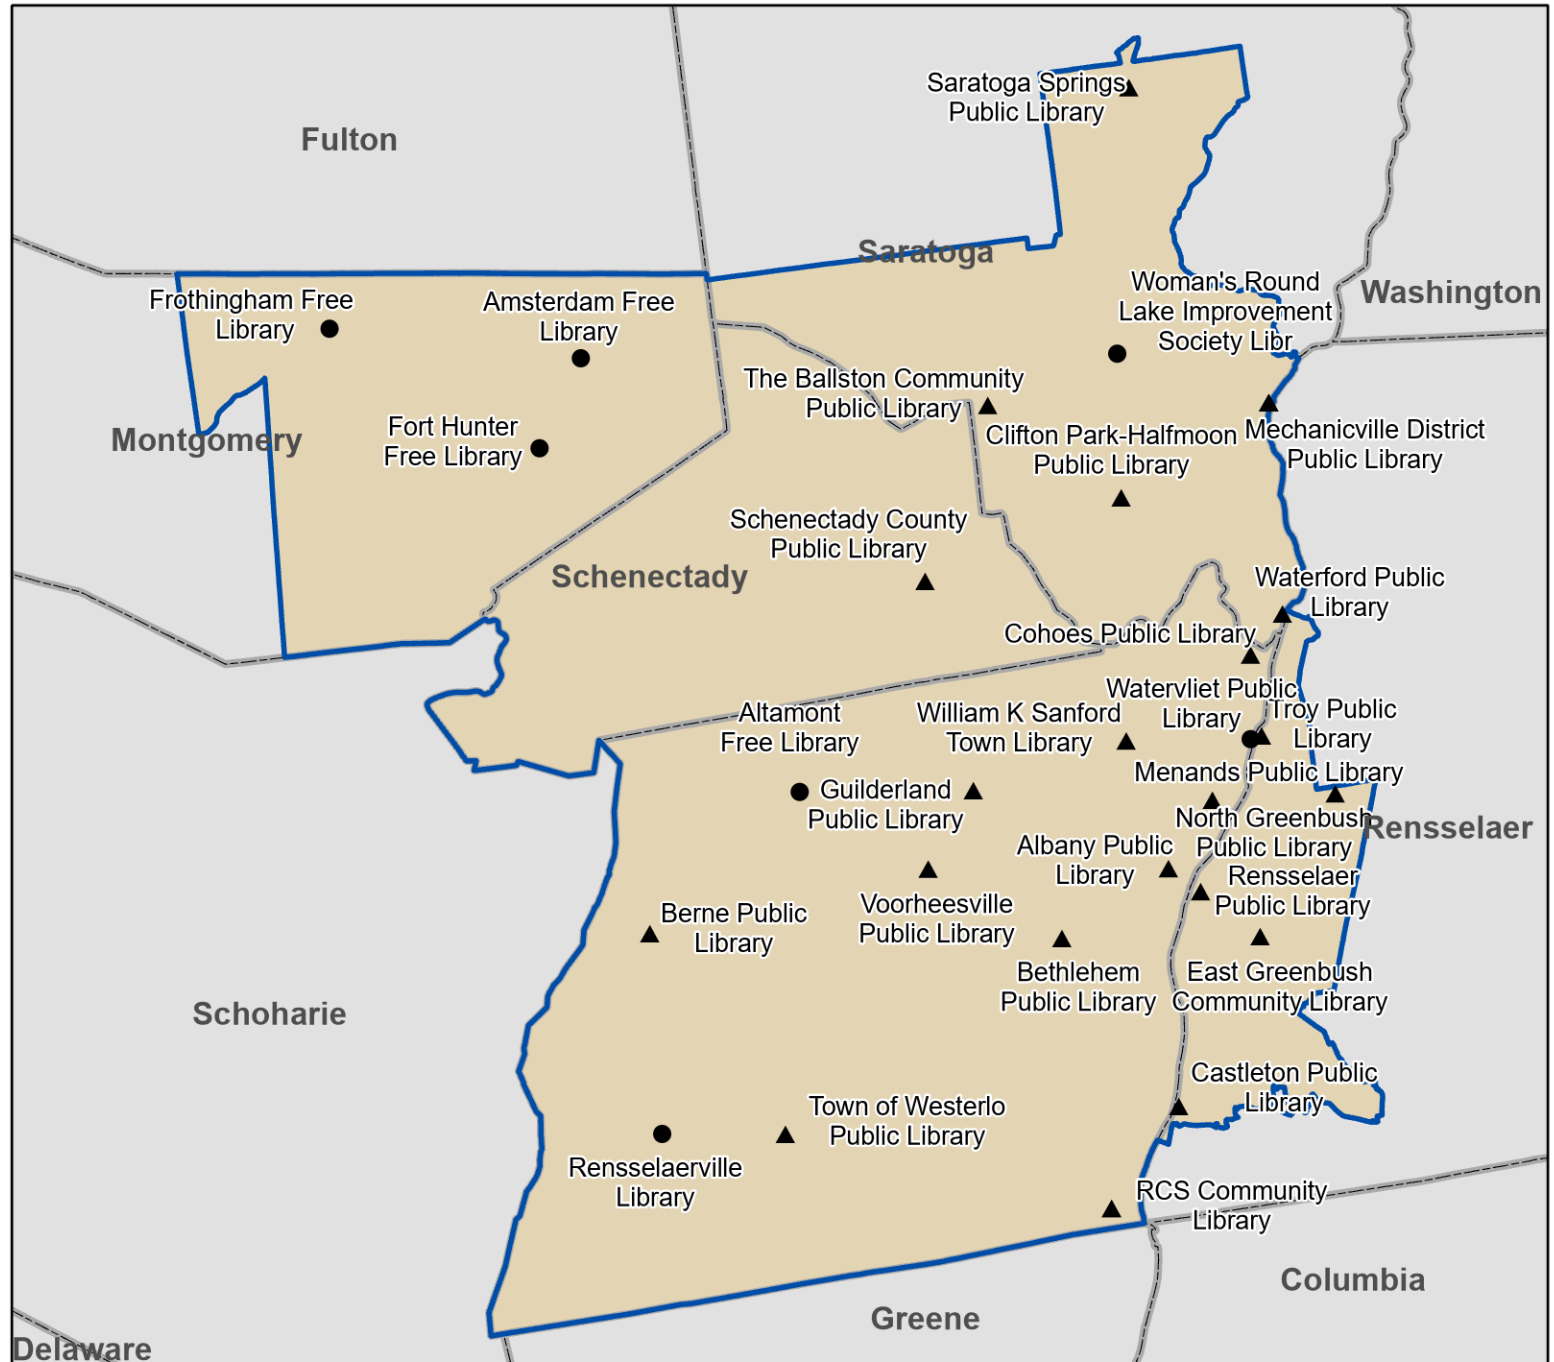 Saratoga Springs
Public Library
Fulton
Saratoga
Woman's Round
Lake Improvement
Society Libr
Washington
Frothingham Free
Library
Amsterdam Free
Library
The Ballston Community
Public Library
Montgomery
Fort Hunter
Free Library
Clifton Park-Halfmoon
Public Library
Mechanicville District
Public Library
Schenectady County
Public Library
Schenectady
Waterford Public
Library
Cohoes Public Library
Watervliet Public
Library
Troy Public
Library
Altamont
Free Library
William K Sanford
Town Library
Menands Public Library
Guilderland
Public Library
North Greenbush
Public Library
Rensselaer
Albany Public
Library
Rensselaer
Public Library
Voorheesville
Public Library
Berne Public
Library
Bethlehem
Public Library
East Greenbush
Community Library
Schoharie
Castleton Public
Library
Town of Westerlo
Public Library
Rensselaerville
Library
RCS Community
Library
Columbia
Greene
Delaware